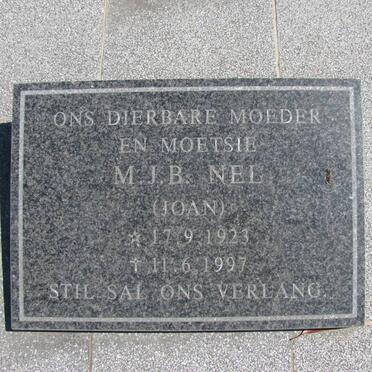 ONS DIERBARE MOEDER
EN MOETSIE
M.J.B. NEL
(JOAN)
☆ 17.9.1923
† 11.6.1997
STIL SAL ONS VERLANG.